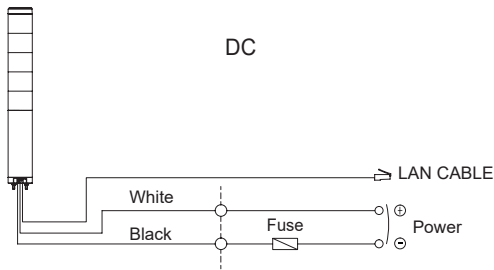 DC
LAN CABLE
White
⊕
Fuse
Power
Black
⊖